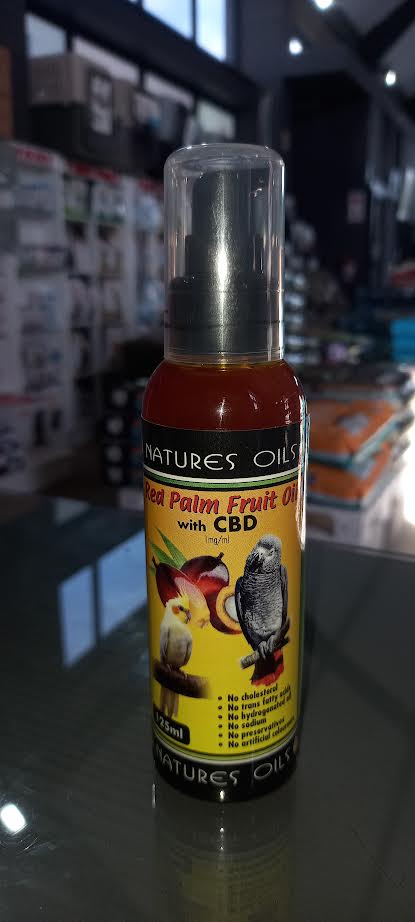 NATURES OILS
Red Palm Fruit Oil
with CBD
1mg/ml
• No cholesterol
• No trans fatty acids
• No hydrogenated oil
• No sodium
• No preservatives
• No artificial colourants
125ml
NATURES OILS